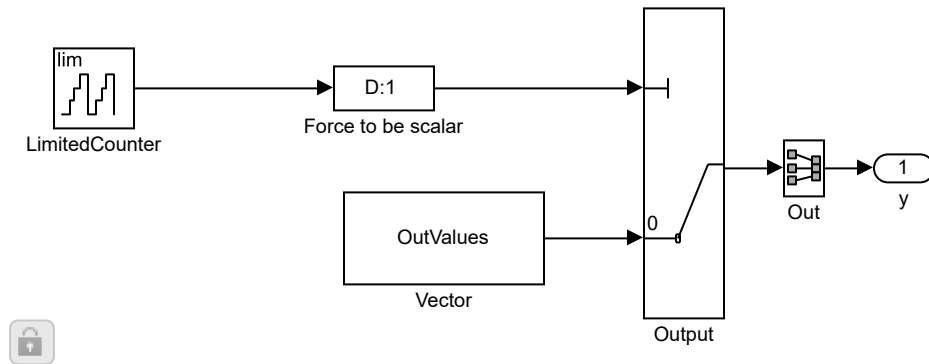 lim
LimitedCounter
D:1
Force to be scalar
OutValues
Vector
0
Output
Out
1
y